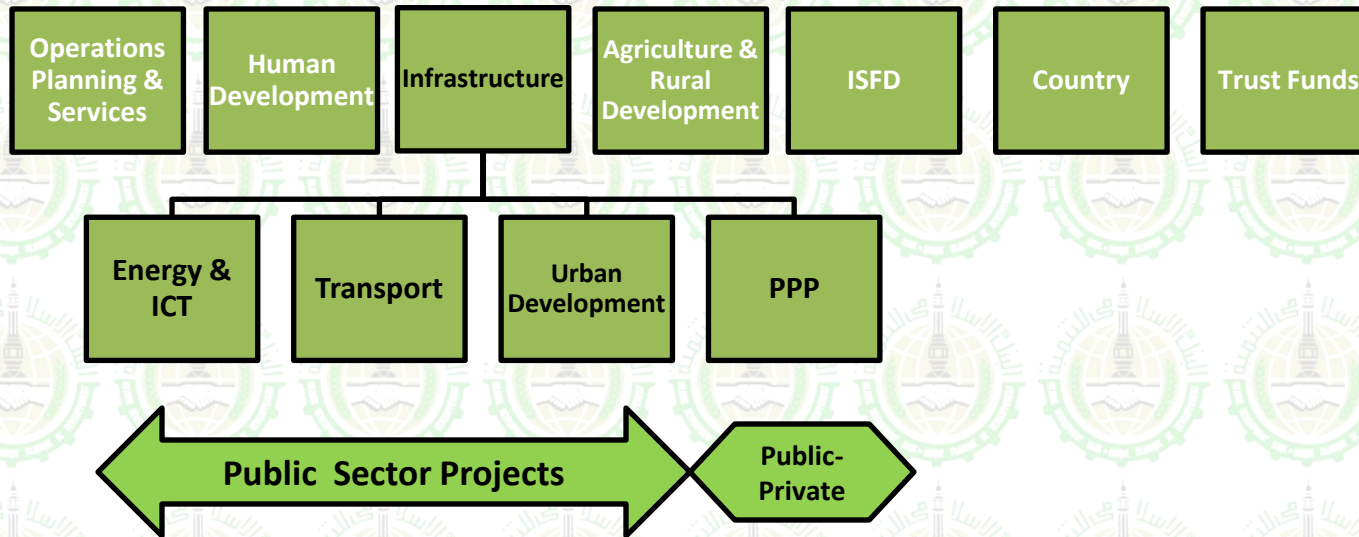 Operations
Planning &
Services
Human
Development
Infrastructure
Agriculture &
Rural
Development
ISFD
Country
Trust Funds
Energy &
ICT
Transport
Urban
Development
PPP
Public Sector Projects
Public-
Private